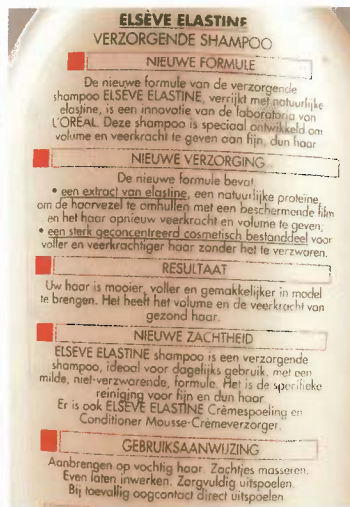 ELSÈVE ELASTINE
VERZORGENDE SHAMPOO
NIEUWE FORMULE
De nieuwe formule van de verzorgende
shampoo ELSÈVE ELASTINE, verrijkt met natuurlijke
elastine, is een innovatie van de laboratoria van
L'ORÉAL. Deze shampoo is speciaal ontwikkeld om
volume en veerkracht te geven aan fijn, dun haar
NIEUWE VERZORGING
De nieuwe formule bevat:
• een extract van elastine, een natuurlijke proteïne,
om de haarvezel te omhullen met een beschermende film
en het haar opnieuw veerkracht en volume te geven;
• een sterk geconcentreerd cosmetisch bestanddeel voor
voller en veerkrachtiger haar zonder het te verzwaren.
RESULTAAT
Uw haar is mooier, voller en gemakkelijker in model
te brengen. Het heeft het volume en de veerkracht van
gezond haar.
NIEUWE ZACHTHEID
ELSÈVE ELASTINE shampoo is een verzorgende
shampoo, ideaal voor dagelijks gebruik, met een
milde, niet-verzwarende, formule. Het is de specifieke
reiniging voor fijn en dun haar.
Er is ook ELSÈVE ELASTINE Crèmespoeling en
Conditioner Mousse-Crèmeverzorger.
GEBRUIKSAANWIJZING
Aanbrengen op vochtig haar. Zachtjes masseren.
Even laten inwerken. Zorgvuldig uitspoelen.
Bij toevallig oogcontact direct uitspoelen